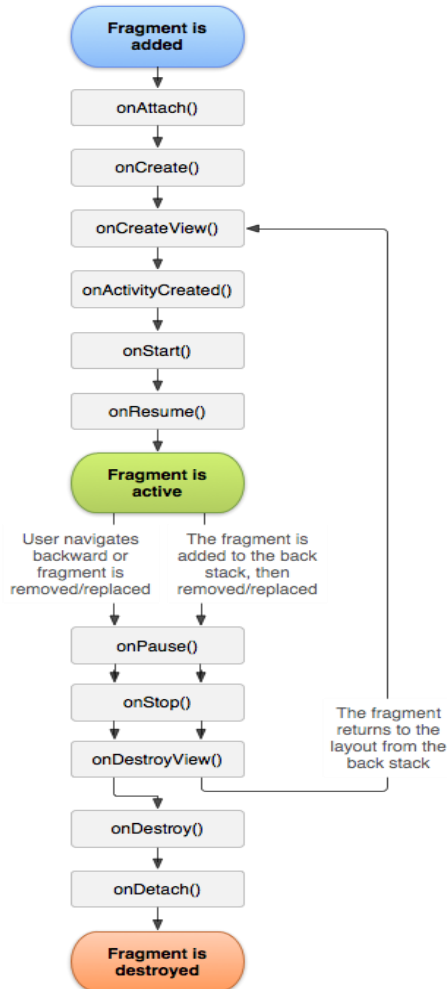 Fragment is
added
onAttach()
onCreate()
onCreateView()
onActivityCreated()
onStart()
onResume()
Fragment is
active
User navigates
backward or
fragment is
removed/replaced
The fragment is
added to the back
stack, then
removed/replaced
onPause()
onStop()
onDestroyView()
The fragment
returns to the
layout from the
back stack
onDestroy()
onDetach()
Fragment is
destroyed